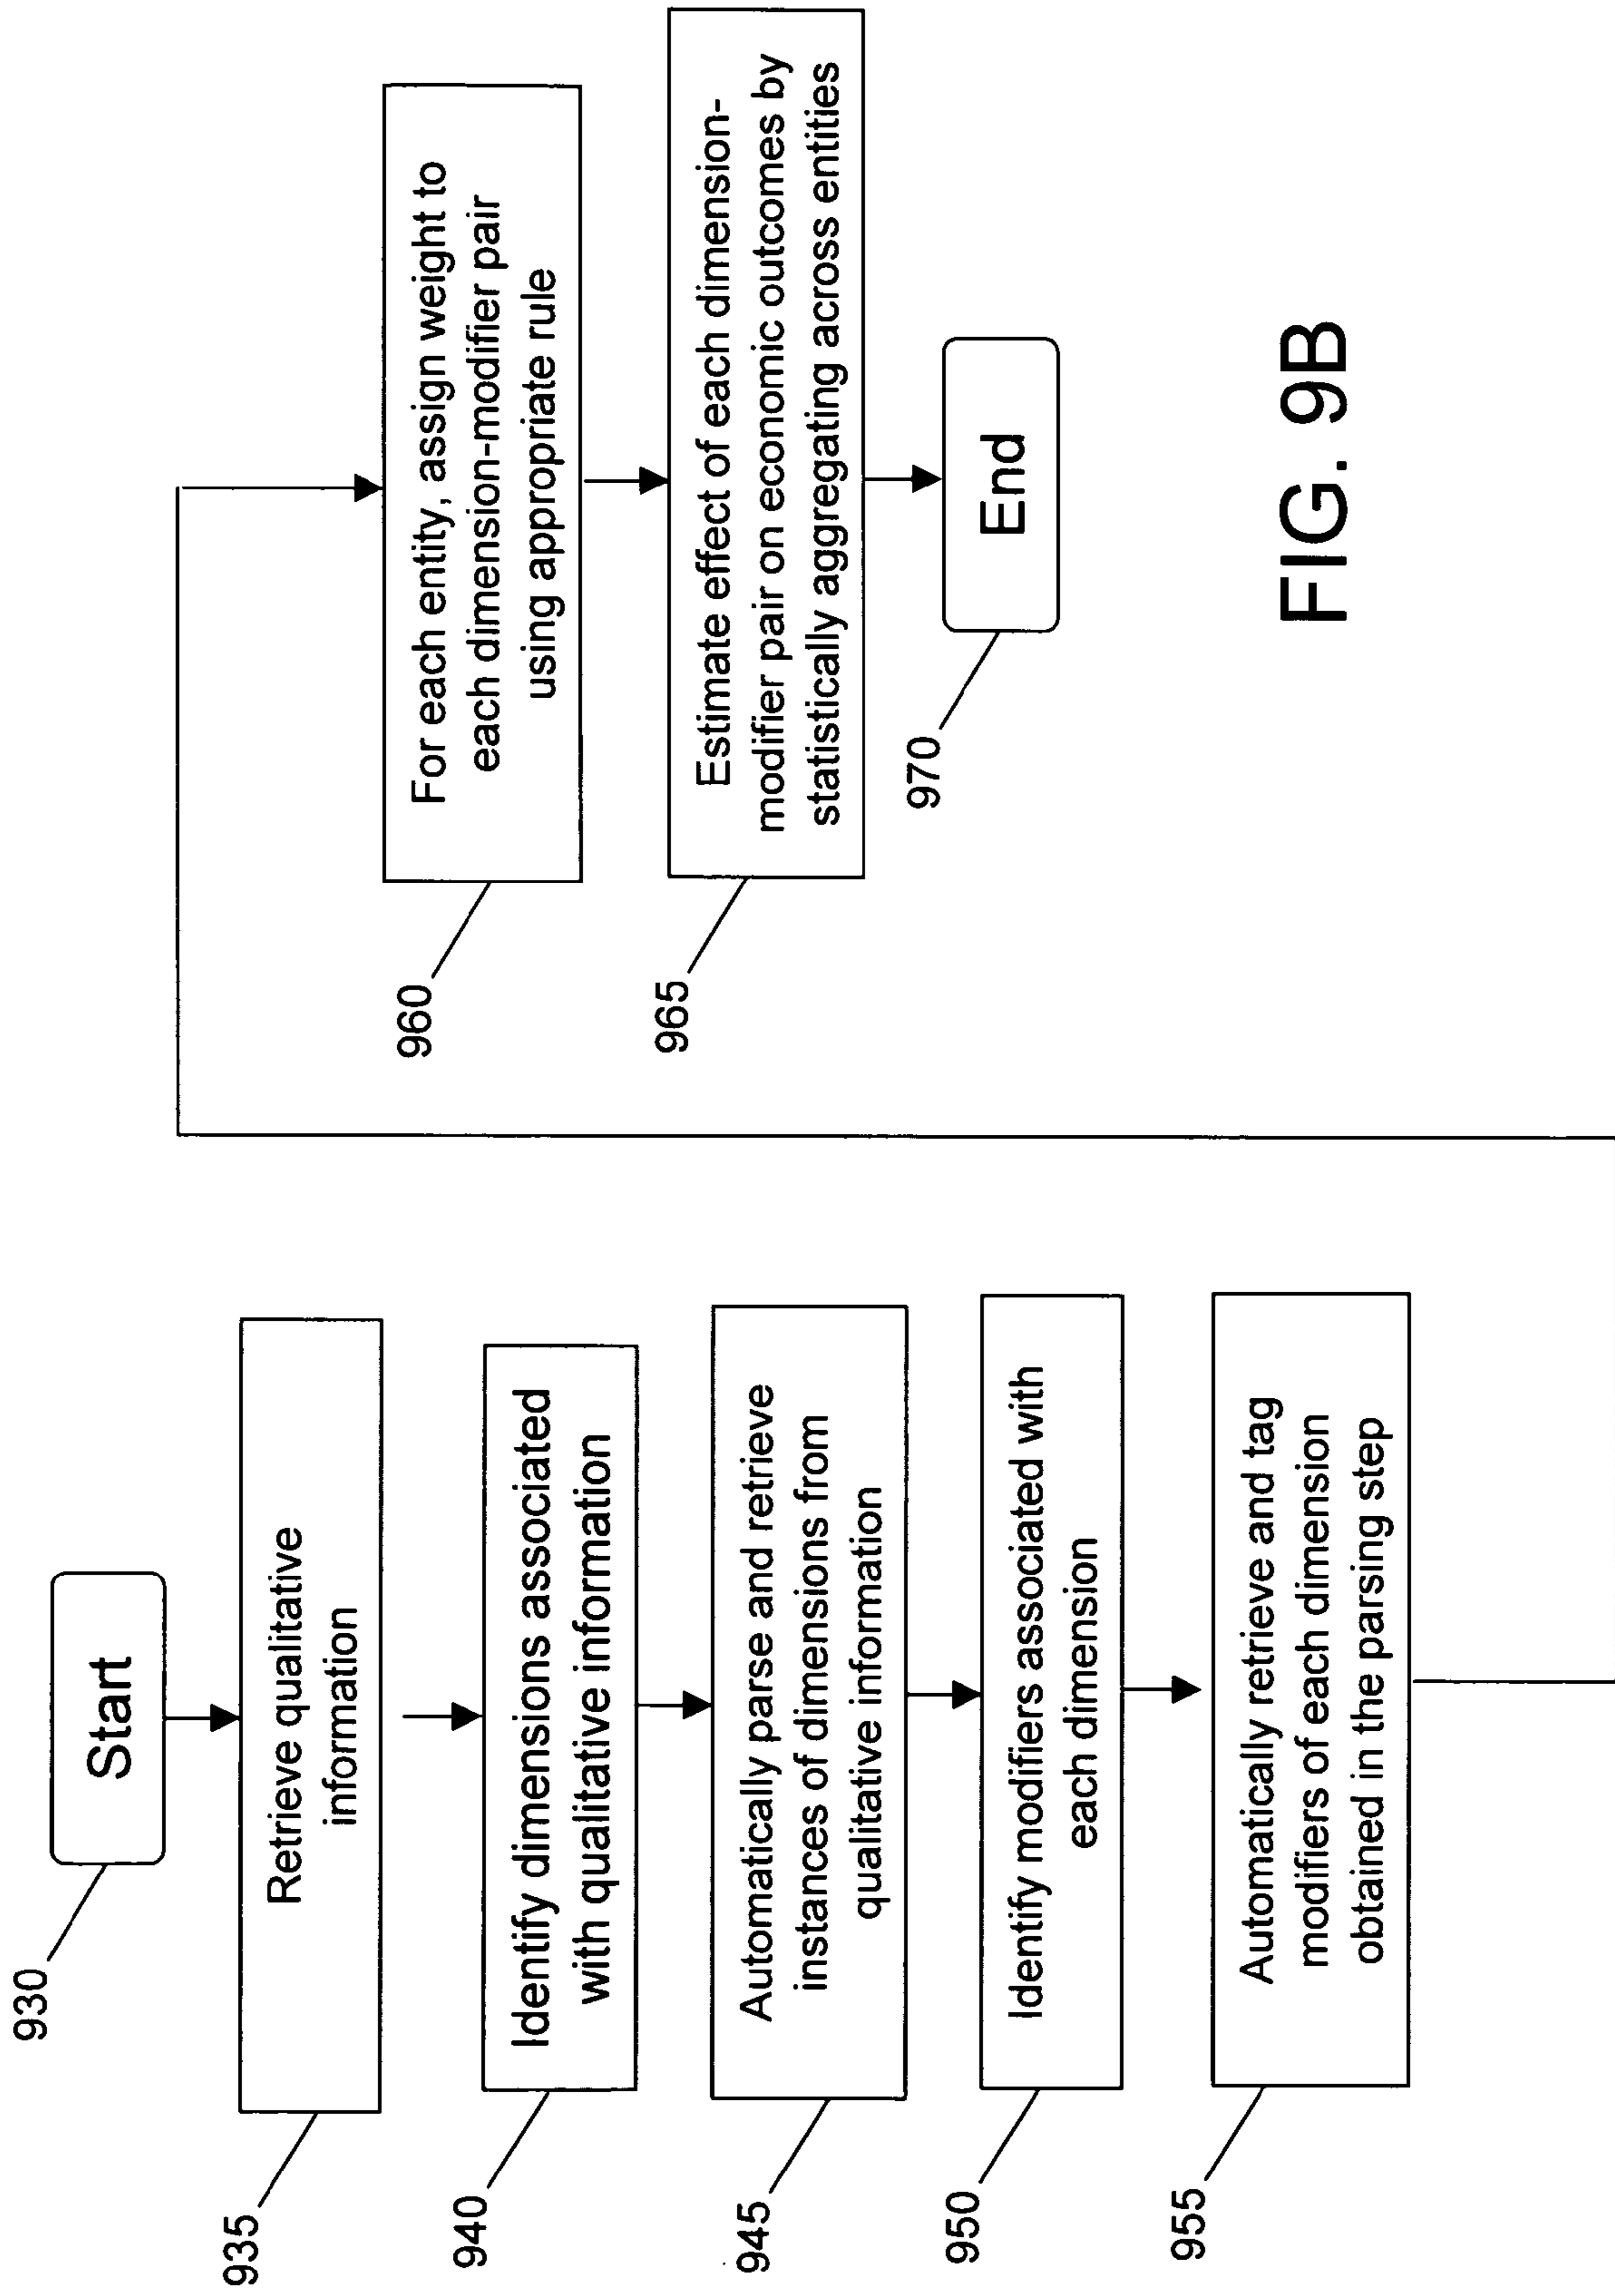 930
Start
935
Retrieve qualitative
information
940
Identify dimensions associated
with qualitative information
945
Automatically parse and retrieve
instances of dimensions from
qualitative information
950
Identify modifiers associated with
each dimension
955
Automatically retrieve and tag
modifiers of each dimension
obtained in the parsing step
960
For each entity, assign weight to
each dimension-modifier pair
using appropriate rule
965
Estimate effect of each dimension-
modifier pair on economic outcomes by
statistically aggregating across entities
970
End
FIG. 9B